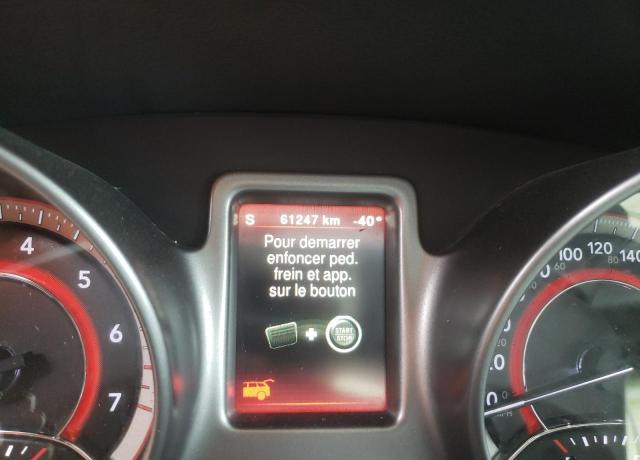 S 61247 km -40°
Pour demarrer
enfoncer ped.
frein et app.
sur le bouton
START
STOP
4
5
6
7
100 120 140
60 80